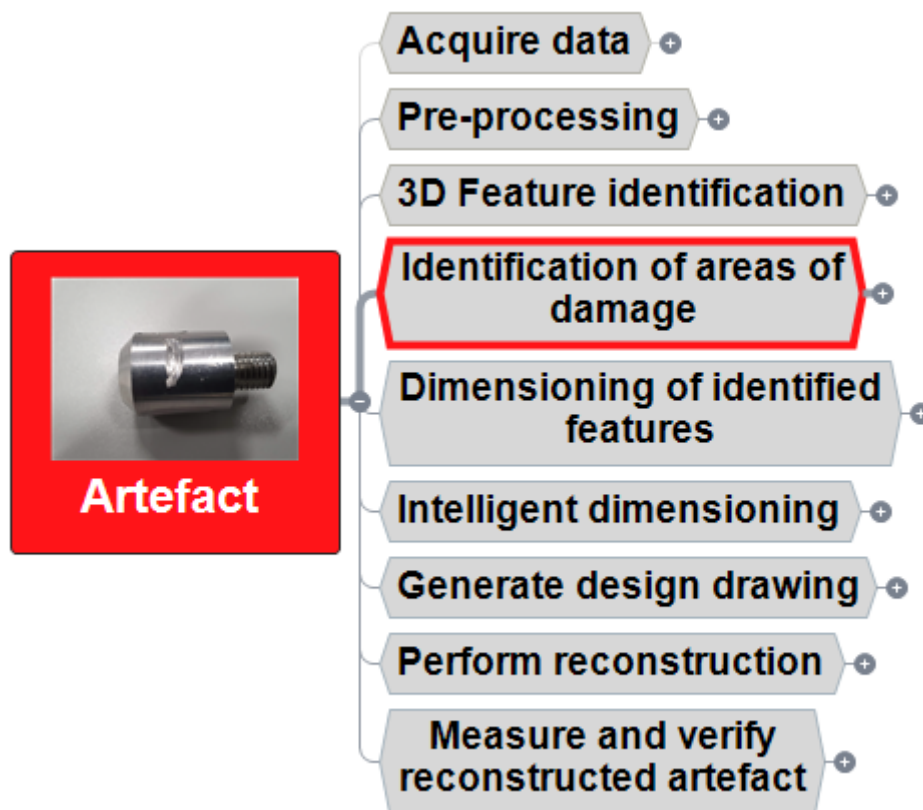 Acquire data
Pre-processing
3D Feature identification
Identification of areas of
damage
Dimensioning of identified
features
Intelligent dimensioning
Generate design drawing
Perform reconstruction
Measure and verify
reconstructed artefact
Artefact